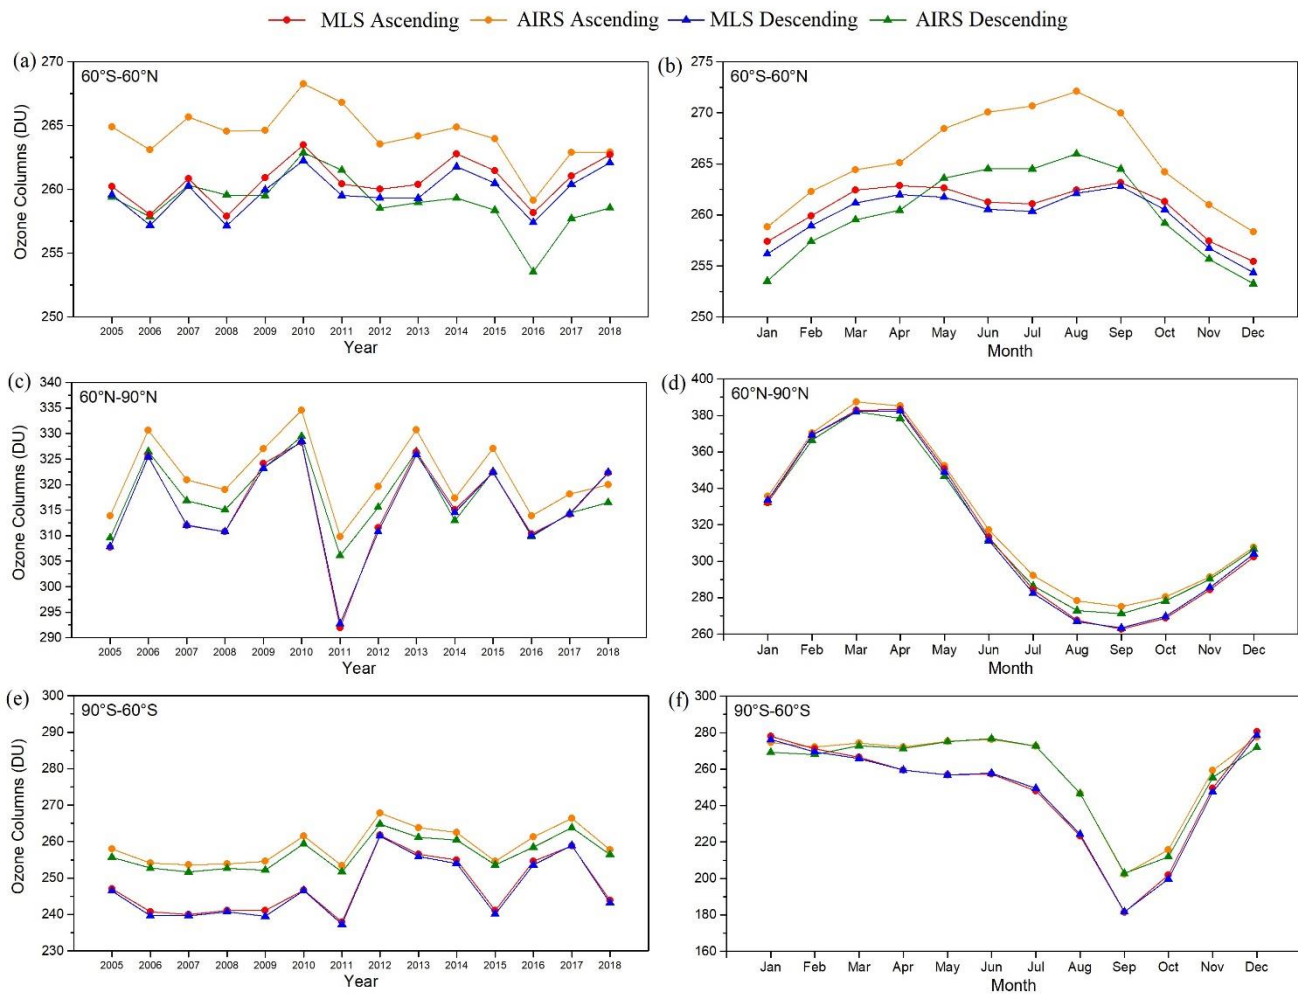 MLS Ascending AIRS Ascending MLS Descending AIRS Descending
(a)
60°S-60°N
Ozone Columns (DU)
270
265
260
255
250
2005 2006 2007 2008 2009 2010 2011 2012 2013 2014 2015 2016 2017 2018
Year
(b)
60°S-60°N
275
270
265
260
255
250
Jan Feb Mar Apr May Jun Jul Aug Sep Oct Nov Dec
Month
(c)
60°N-90°N
Ozone Columns (DU)
340
335
330
325
320
315
310
305
300
295
290
2005 2006 2007 2008 2009 2010 2011 2012 2013 2014 2015 2016 2017 2018
Year
(d)
60°N-90°N
400
380
360
340
320
300
280
260
Jan Feb Mar Apr May Jun Jul Aug Sep Oct Nov Dec
Month
(e)
90°S-60°S
Ozone Columns (DU)
300
290
280
270
260
250
240
230
2005 2006 2007 2008 2009 2010 2011 2012 2013 2014 2015 2016 2017 2018
Year
(f)
90°S-60°S
300
280
260
240
220
200
180
160
Jan Feb Mar Apr May Jun Jul Aug Sep Oct Nov Dec
Month